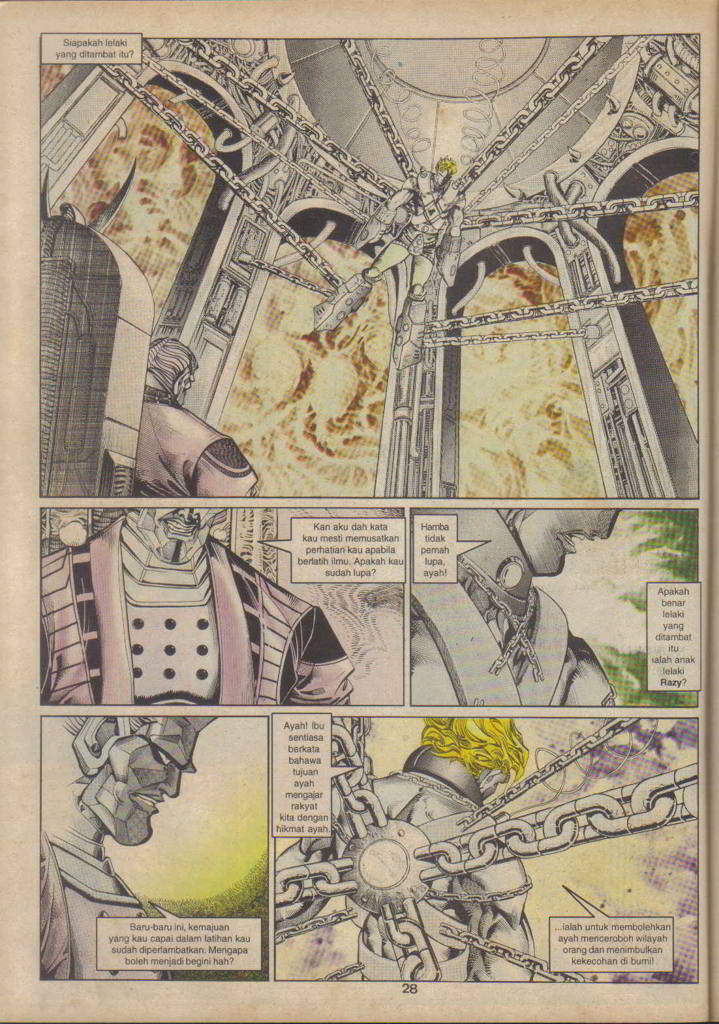 Siapakah lelaki
yang ditambat itu?
Kan aku dah kata
kau mesti memusatkan
perhatian kau apabila
berlatih ilmu. Apakah kau
sudah lupa?
Hamba
tidak
pernah
lupa,
ayah!
Apakah
benar
lelaki
yang
ditambat
itu
ialah anak
lelaki
Razy?
Baru-baru ini, kemajuan
yang kau capai dalam latihan kau
sudah diperlambatkan. Mengapa
boleh menjadi begini hah?
Ayah! Ibu
sentiasa
berkata
bahawa
tujuan
ayah
mengajar
rakyat
kita dengan
hikmat ayah...
...ialah untuk membolehkan
ayah menceroboh wilayah
orang dan menimbulkan
kekecohan di bumi!
28